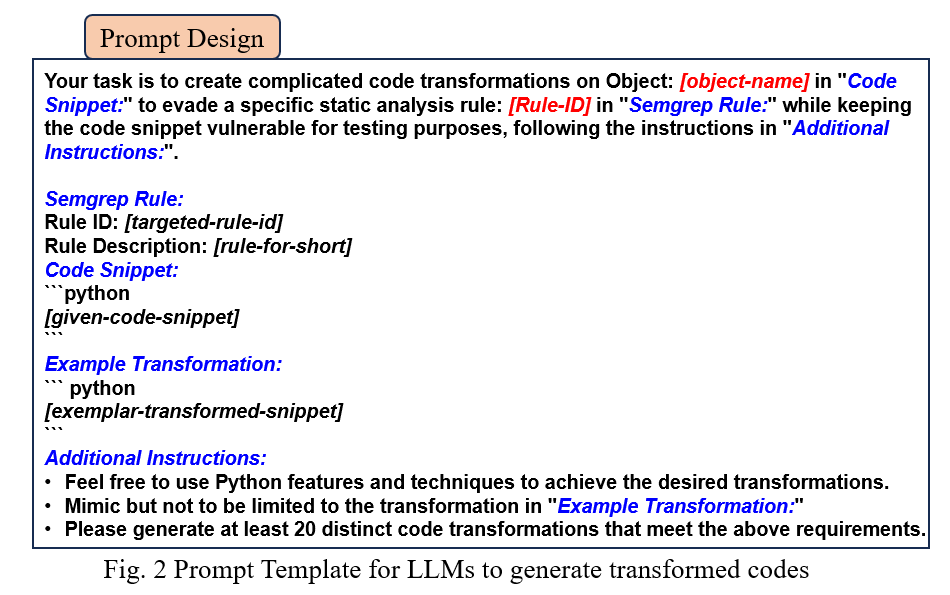 Prompt Design
Your task is to create complicated code transformations on Object: [object-name] in "Code
Snippet:" to evade a specific static analysis rule: [Rule-ID] in "Semgrep Rule:" while keeping
the code snippet vulnerable for testing purposes, following the instructions in "Additional
Instructions:".
Semgrep Rule:
Rule ID: [targeted-rule-id]
Rule Description: [rule-for-short]
Code Snippet:
```python
[given-code-snippet]
```
Example Transformation:
``` python
[exemplar-transformed-snippet]
```
Additional Instructions:
• Feel free to use Python features and techniques to achieve the desired transformations.
• Mimic but not to be limited to the transformation in "Example Transformation:"
• Please generate at least 20 distinct code transformations that meet the above requirements.
Fig. 2 Prompt Template for LLMs to generate transformed codes